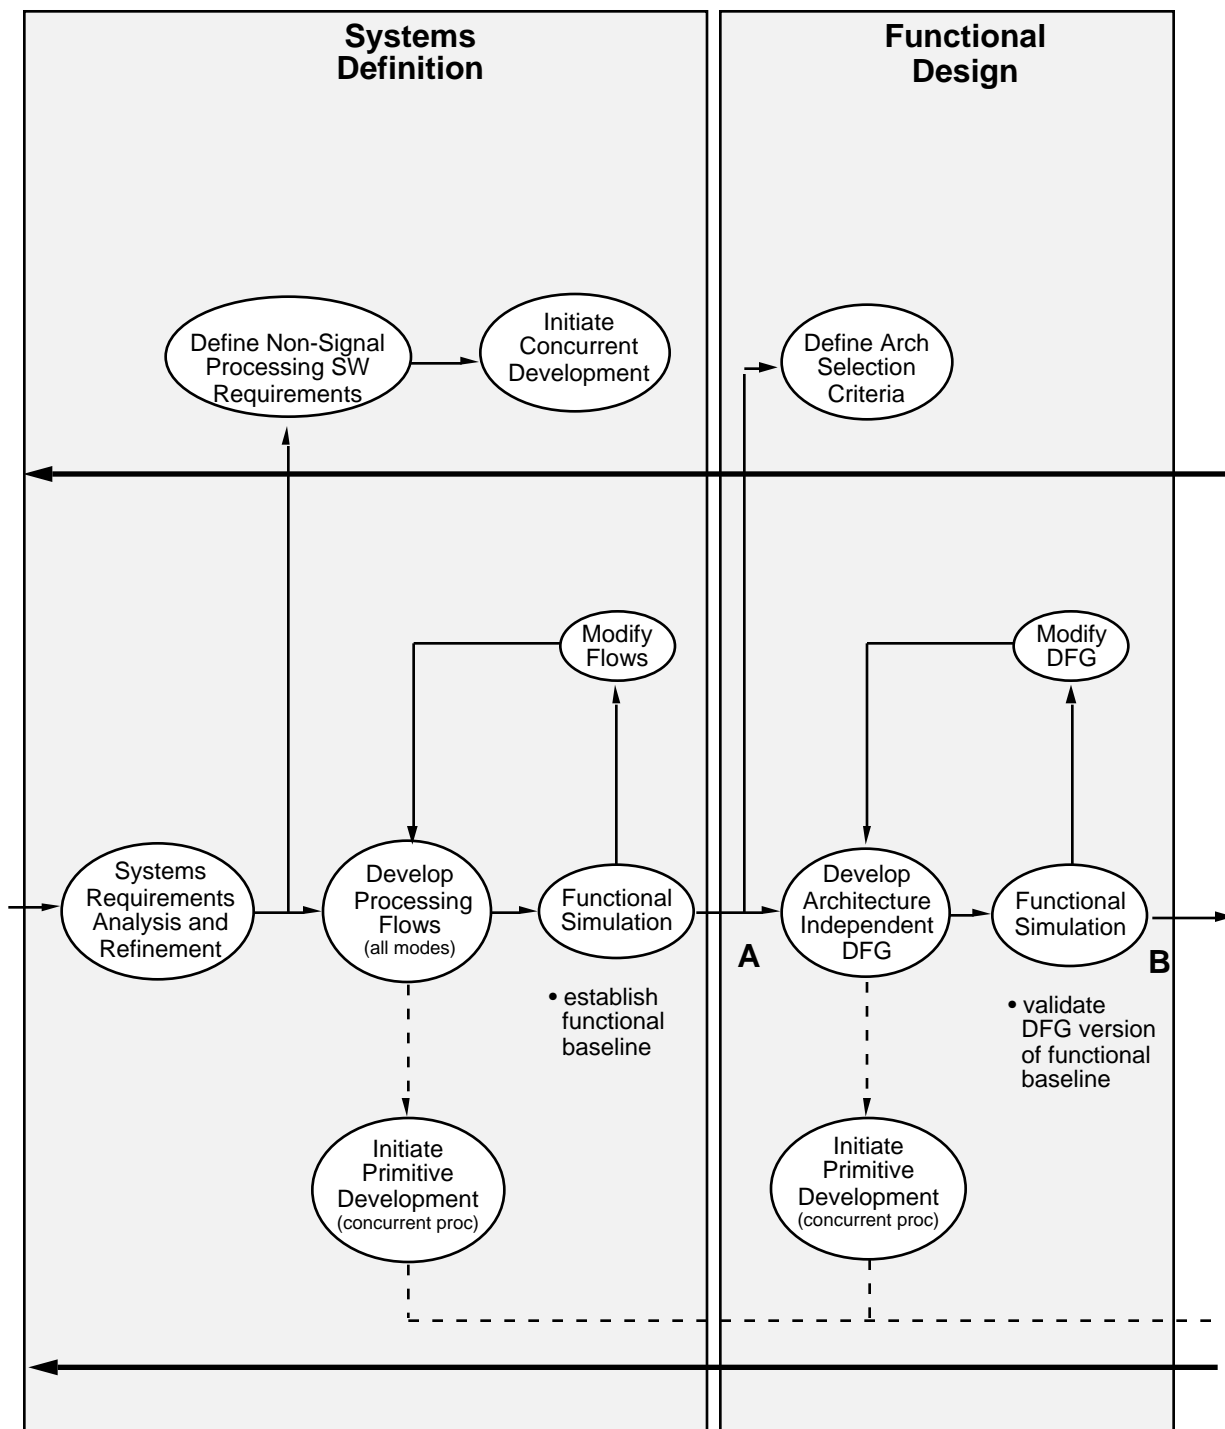 Systems
Definition
Functional
Design
Define Non-Signal
Processing SW
Requirements
Initiate
Concurrent
Development
Define Arch
Selection
Criteria
Modify
Flows
Modify
DFG
Systems
Requirements
Analysis and
Refinement
Develop
Processing
Flows
(all modes)
Functional
Simulation
A
Develop
Architecture
Independent
DFG
Functional
Simulation
B
• establish
functional
baseline
• validate
DFG version
of functional
baseline
Initiate
Primitive
Development
(concurrent proc)
Initiate
Primitive
Development
(concurrent proc)